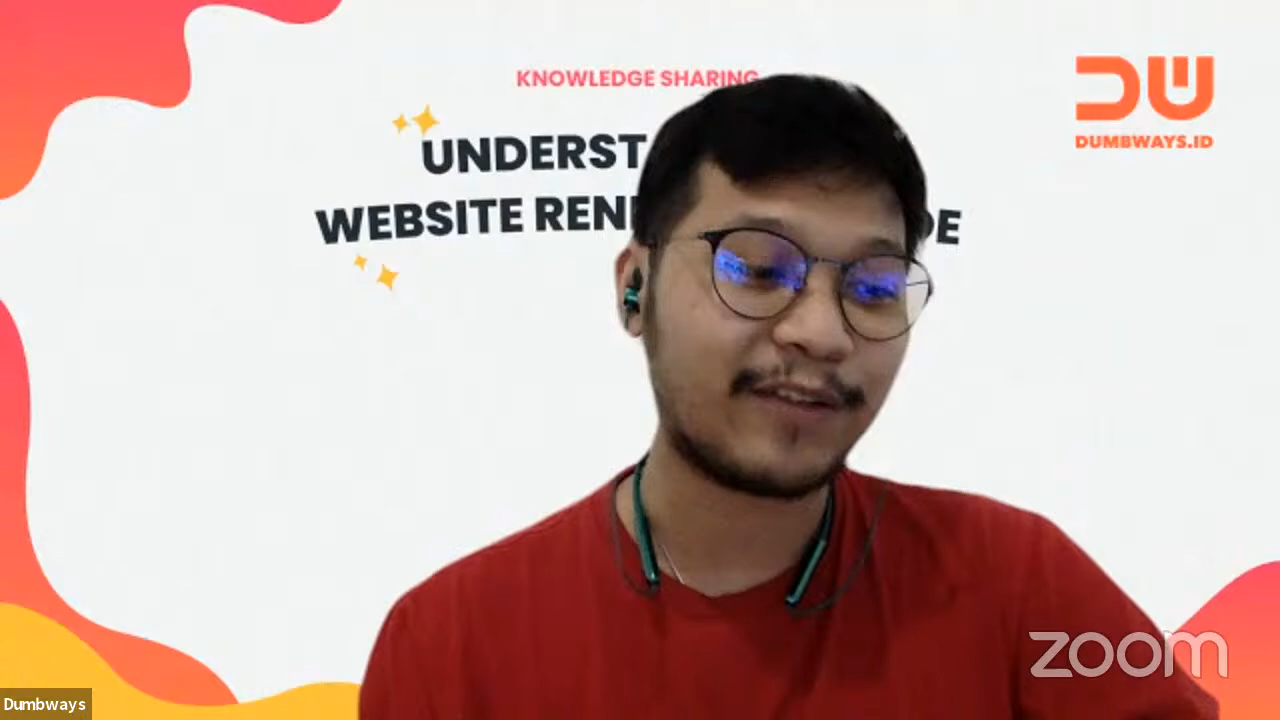 KNOWLEDGE SHARING
UNDERST
WEBSITE REN
DUMBWAYS.ID
zoom
Dumbways